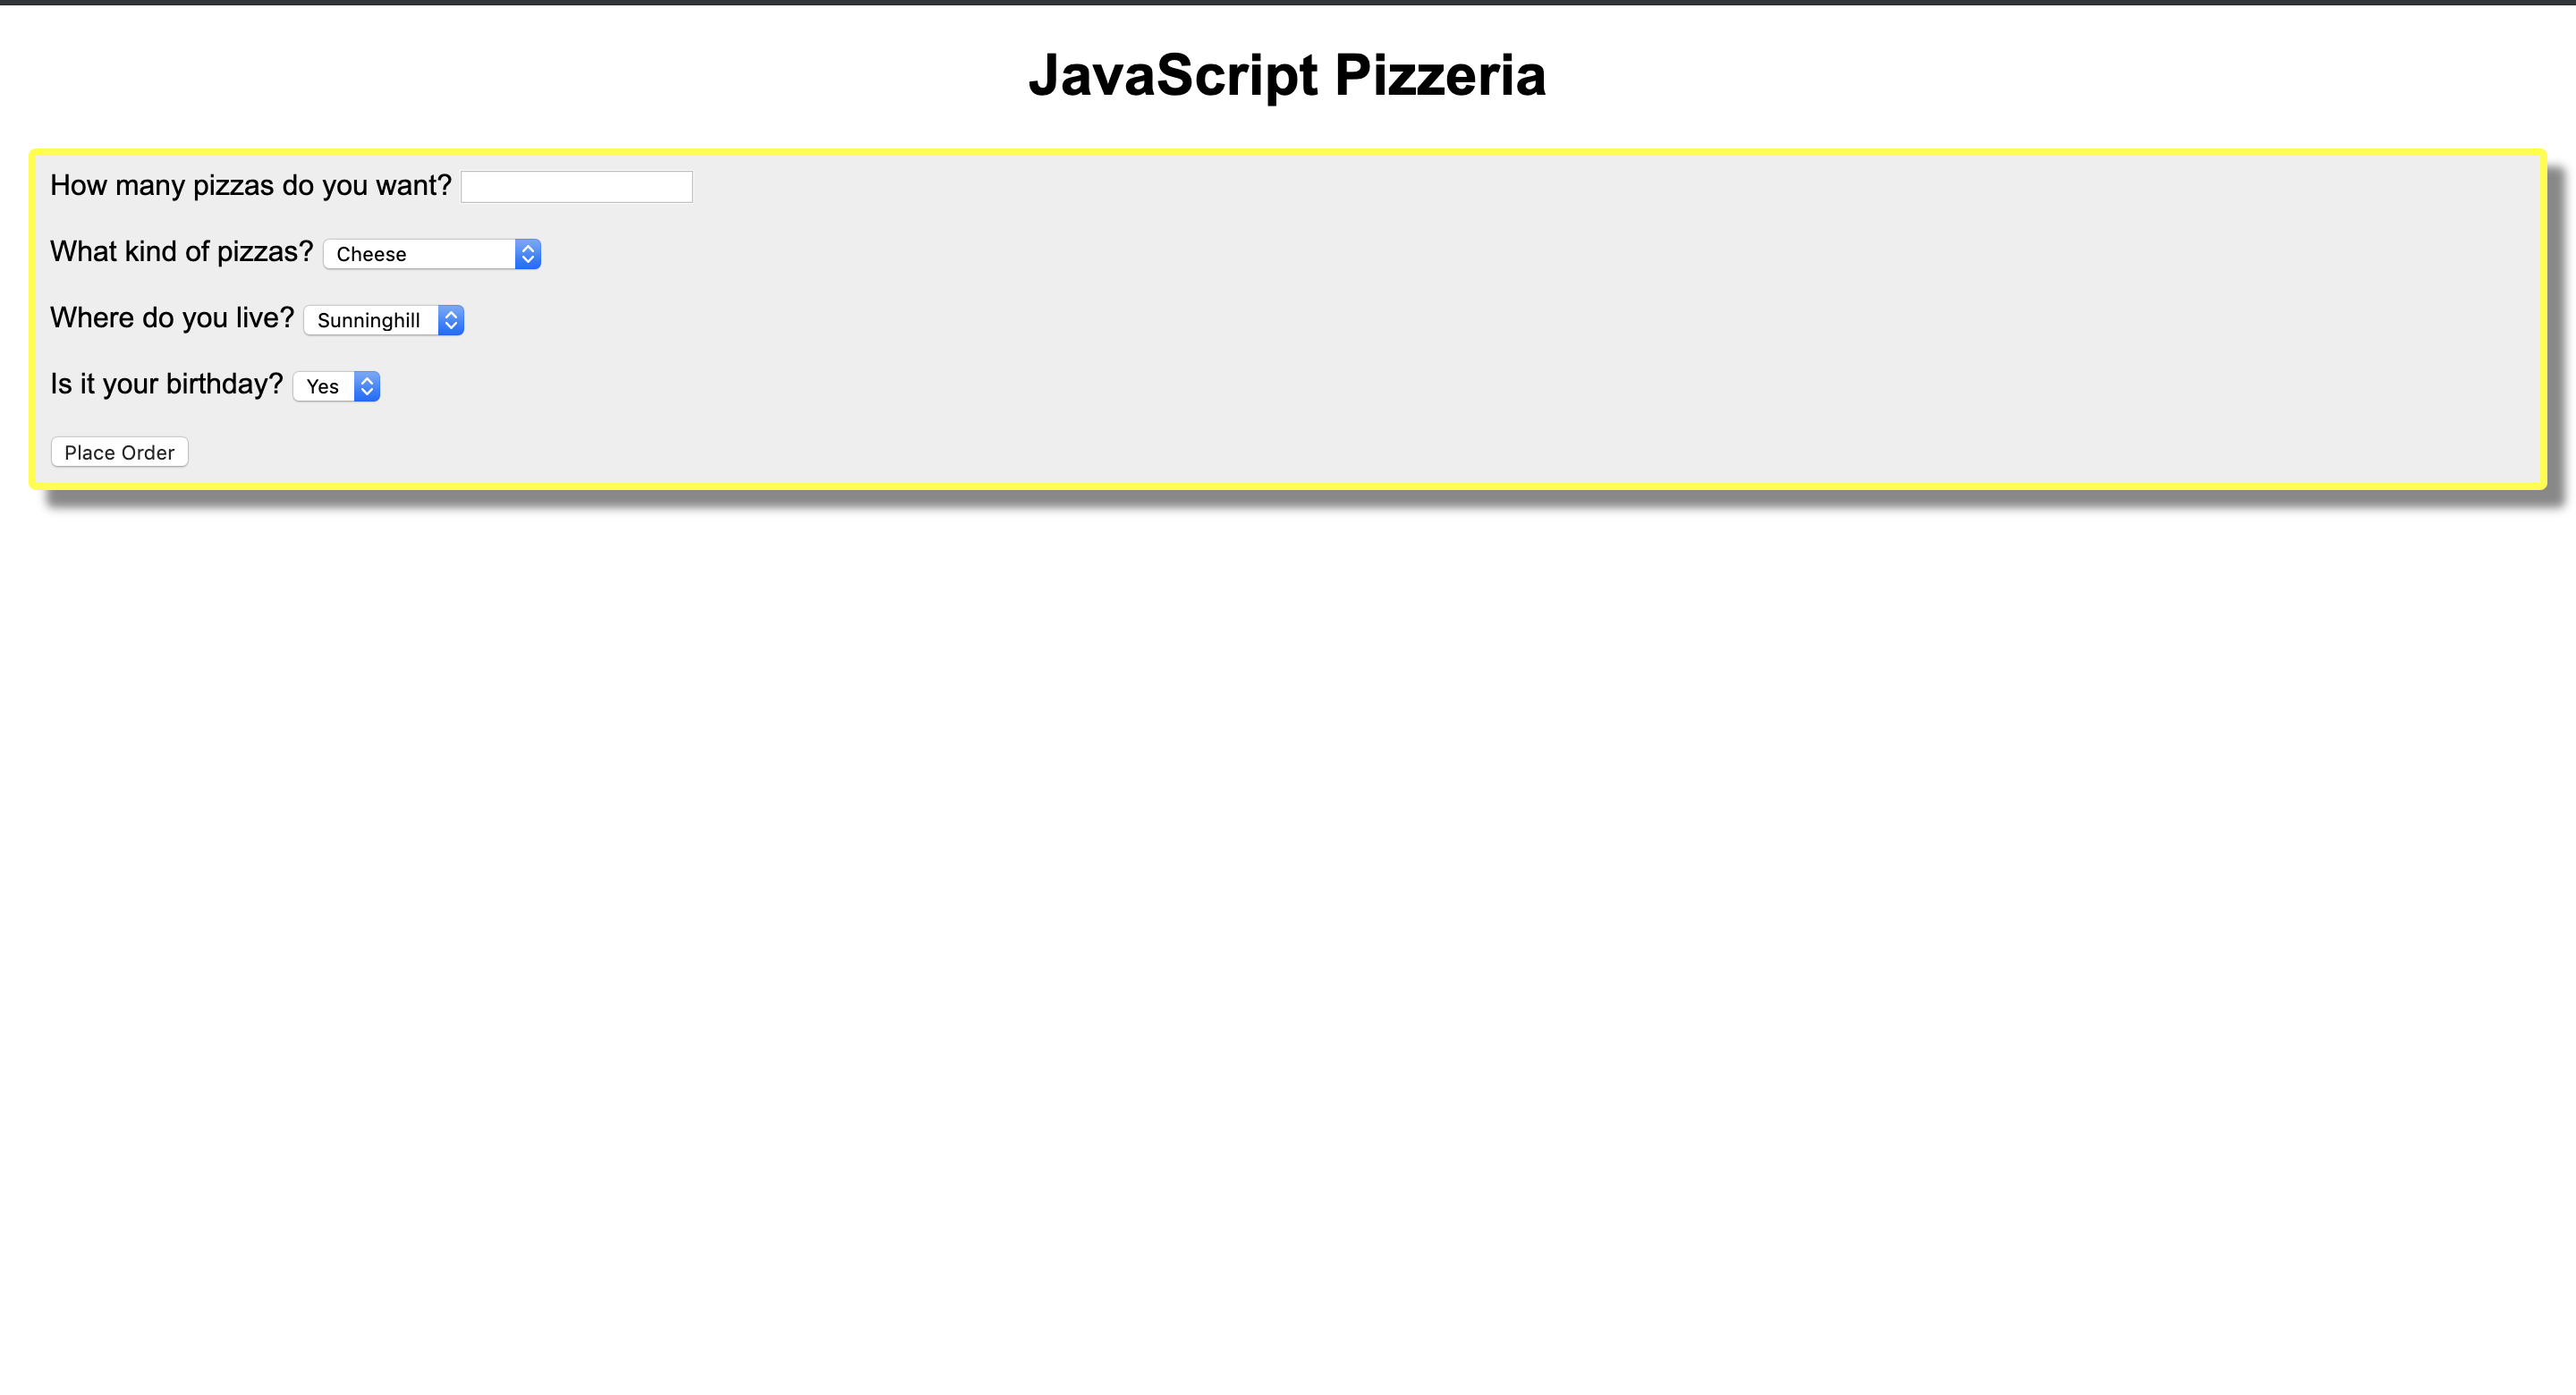 JavaScript Pizzeria
How many pizzas do you want?
What kind of pizzas? Cheese
Where do you live? Sunninghill
Is it your birthday? Yes
Place Order